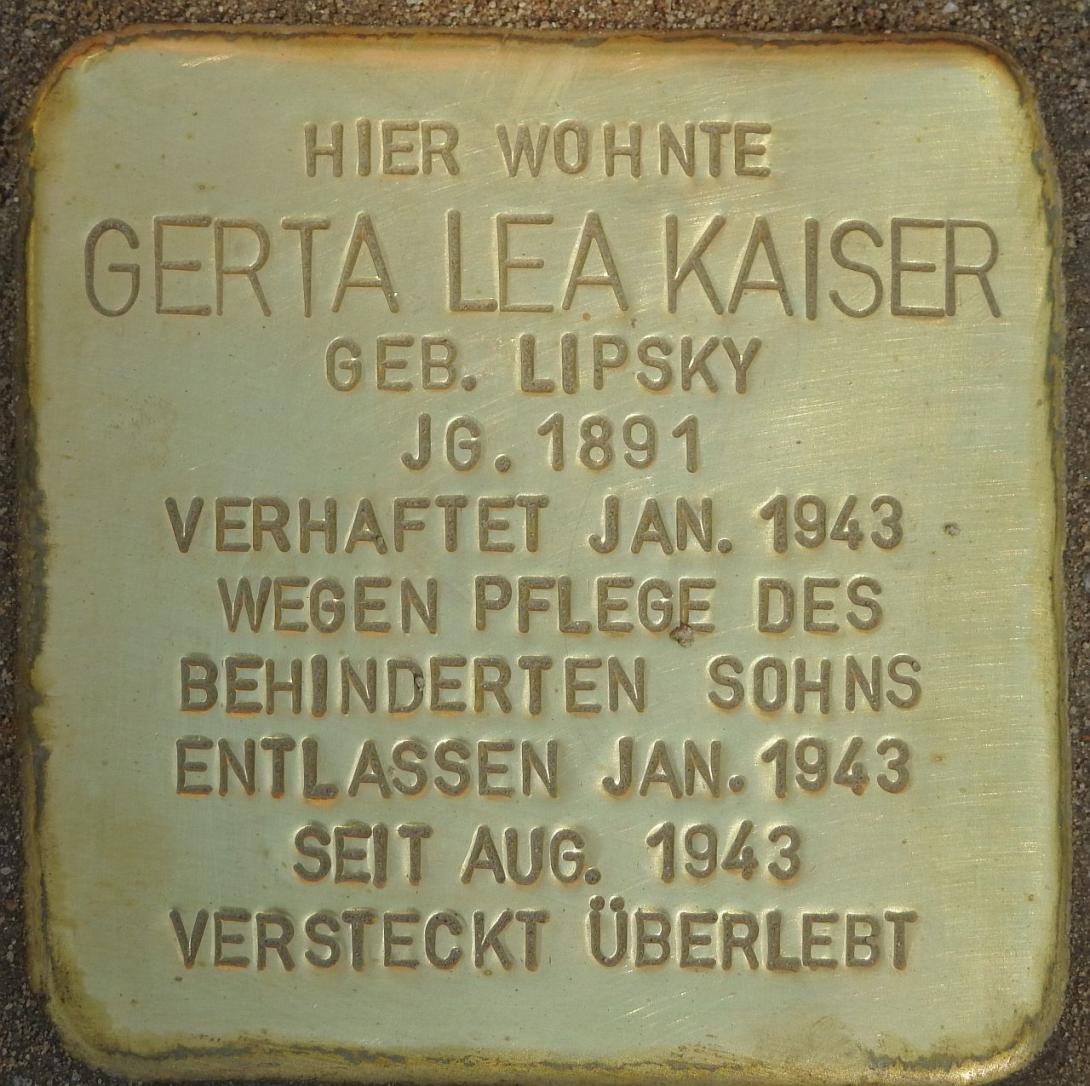 HIER WOHNTE
GERTA LEA KAISER
GEB. LIPSKY
JG. 1891
VERHAFTET JAN. 1943
WEGEN PFLEGE DES
BEHINDERTEN SOHNS
ENTLASSEN JAN. 1943
SEIT AUG. 1943
VERSTECKT ÜBERLEBT